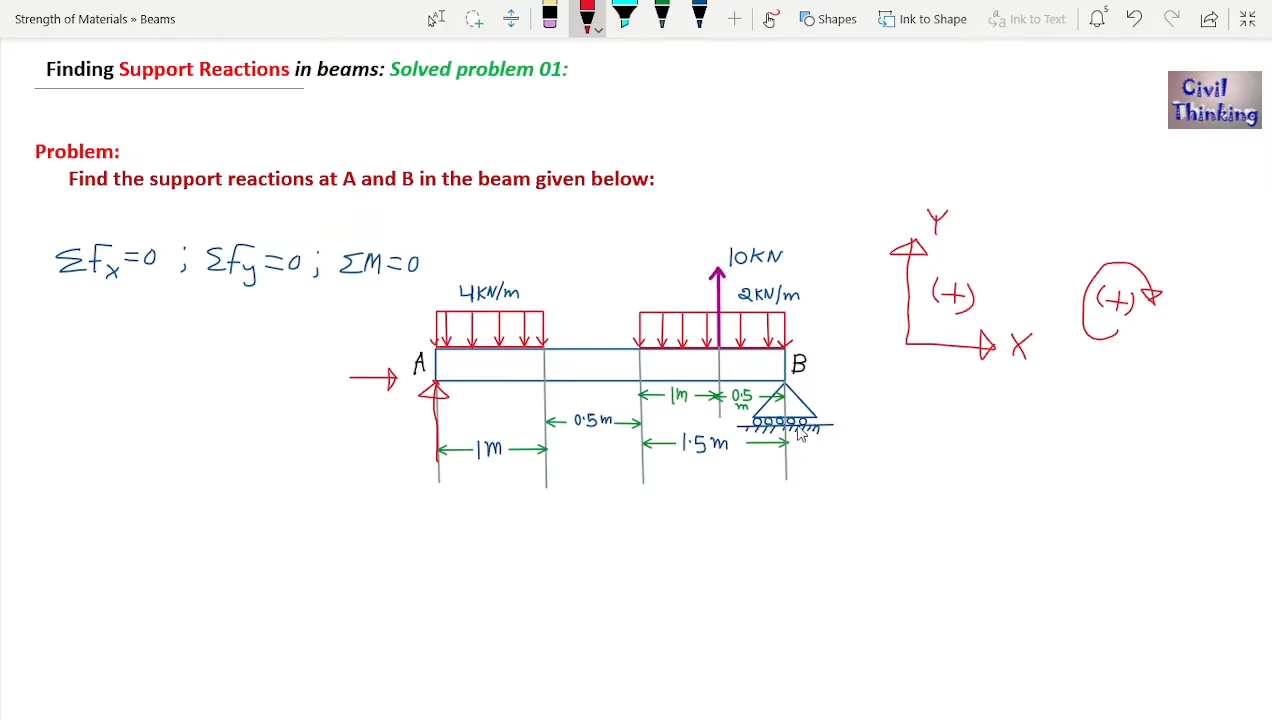 Strength of Materials » Beams
Shapes
Ink to Shape
Ink to Text
5
Finding Support Reactions in beams: Solved problem 01:
Civil
Thinking
Problem:
Find the support reactions at A and B in the beam given below:
ΣFx=0 ; Σfy=0 ; ΣM=0
Y
(+)
X
(+)
10KN
4KN/m
2KN/m
A
B
1m
0.5
m
0.5m
1m
1.5m